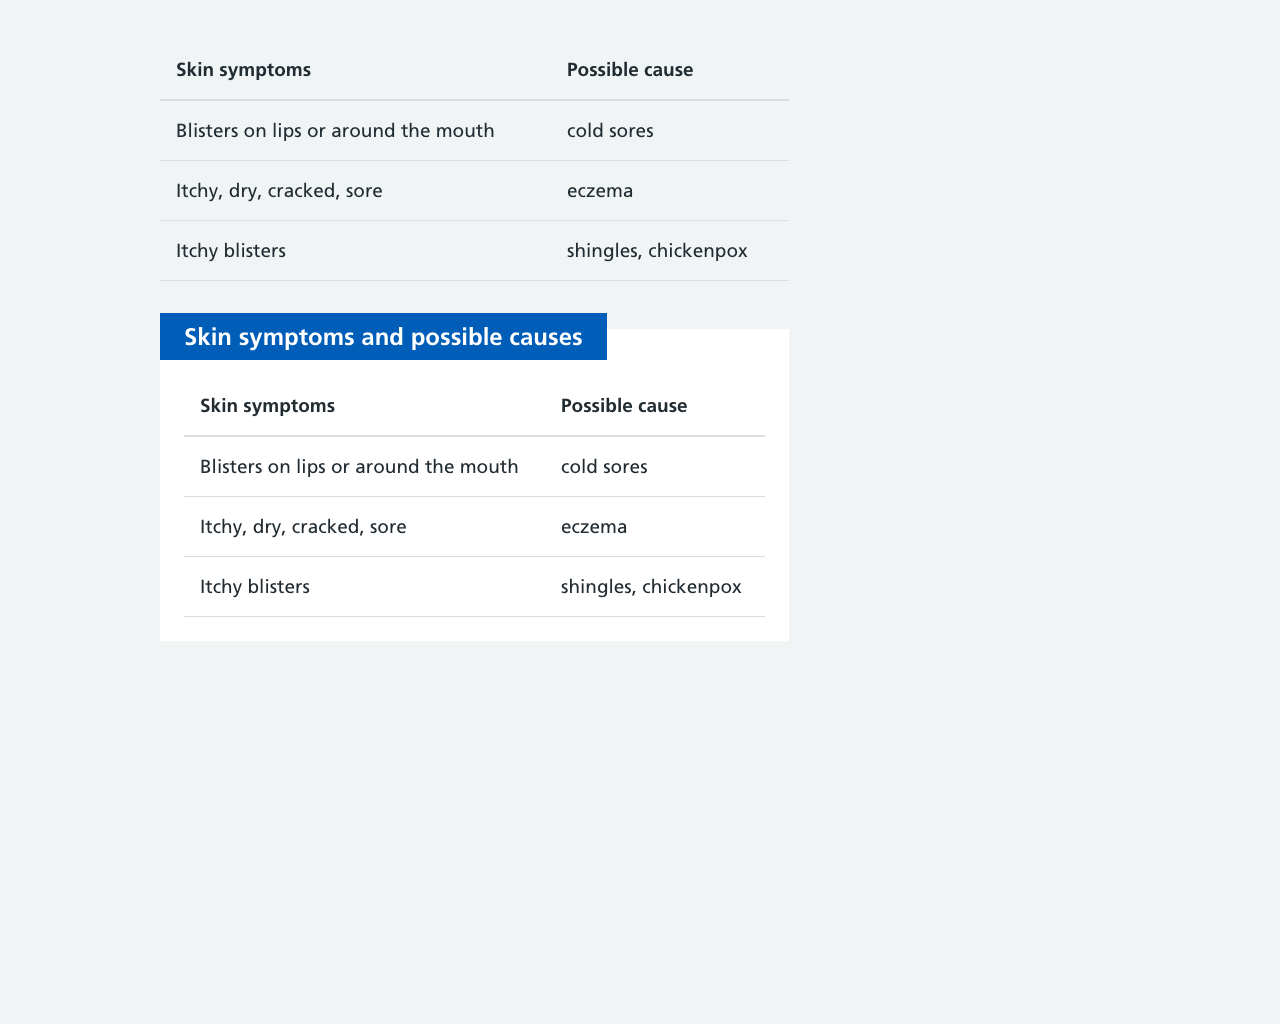 Skin symptoms Possible cause
Blisters on lips or around the mouth cold sores
Itchy, dry, cracked, sore eczema
Itchy blisters shingles, chickenpox
Skin symptoms and possible causes
Skin symptoms Possible cause
Blisters on lips or around the mouth cold sores
Itchy, dry, cracked, sore eczema
Itchy blisters shingles, chickenpox